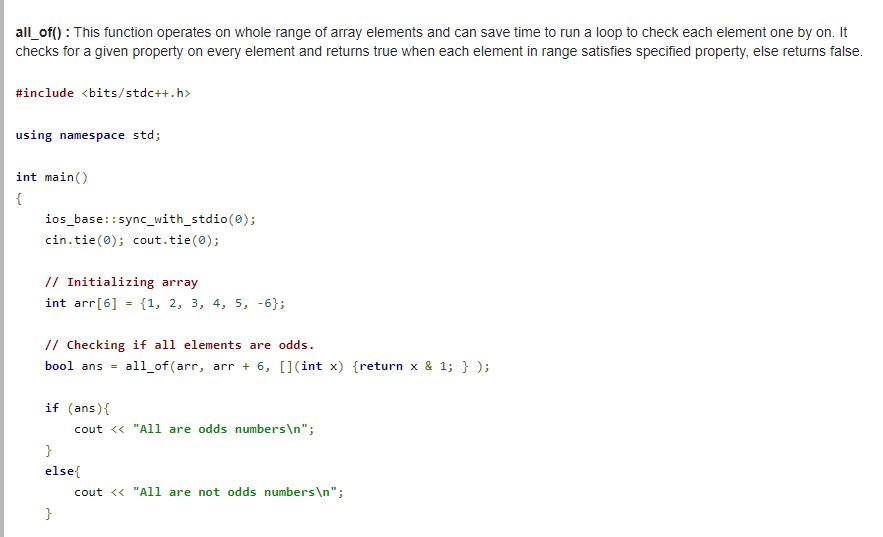 all_of() : This function operates on whole range of array elements and can save time to run a loop to check each element one by on. It
checks for a given property on every element and returns true when each element in range satisfies specified property, else returns false.
#include <bits/stdc++.h>
using namespace std;
int main()
{
    ios_base::sync_with_stdio(0);
    cin.tie(0); cout.tie(0);
    // Initializing array
    int arr[6] = {1, 2, 3, 4, 5, -6};
    // Checking if all elements are odds.
    bool ans = all_of(arr, arr + 6, [](int x) {return x & 1; } );
    if (ans){
        cout << "All are odds numbers\n";
    }
    else{
        cout << "All are not odds numbers\n";
    }